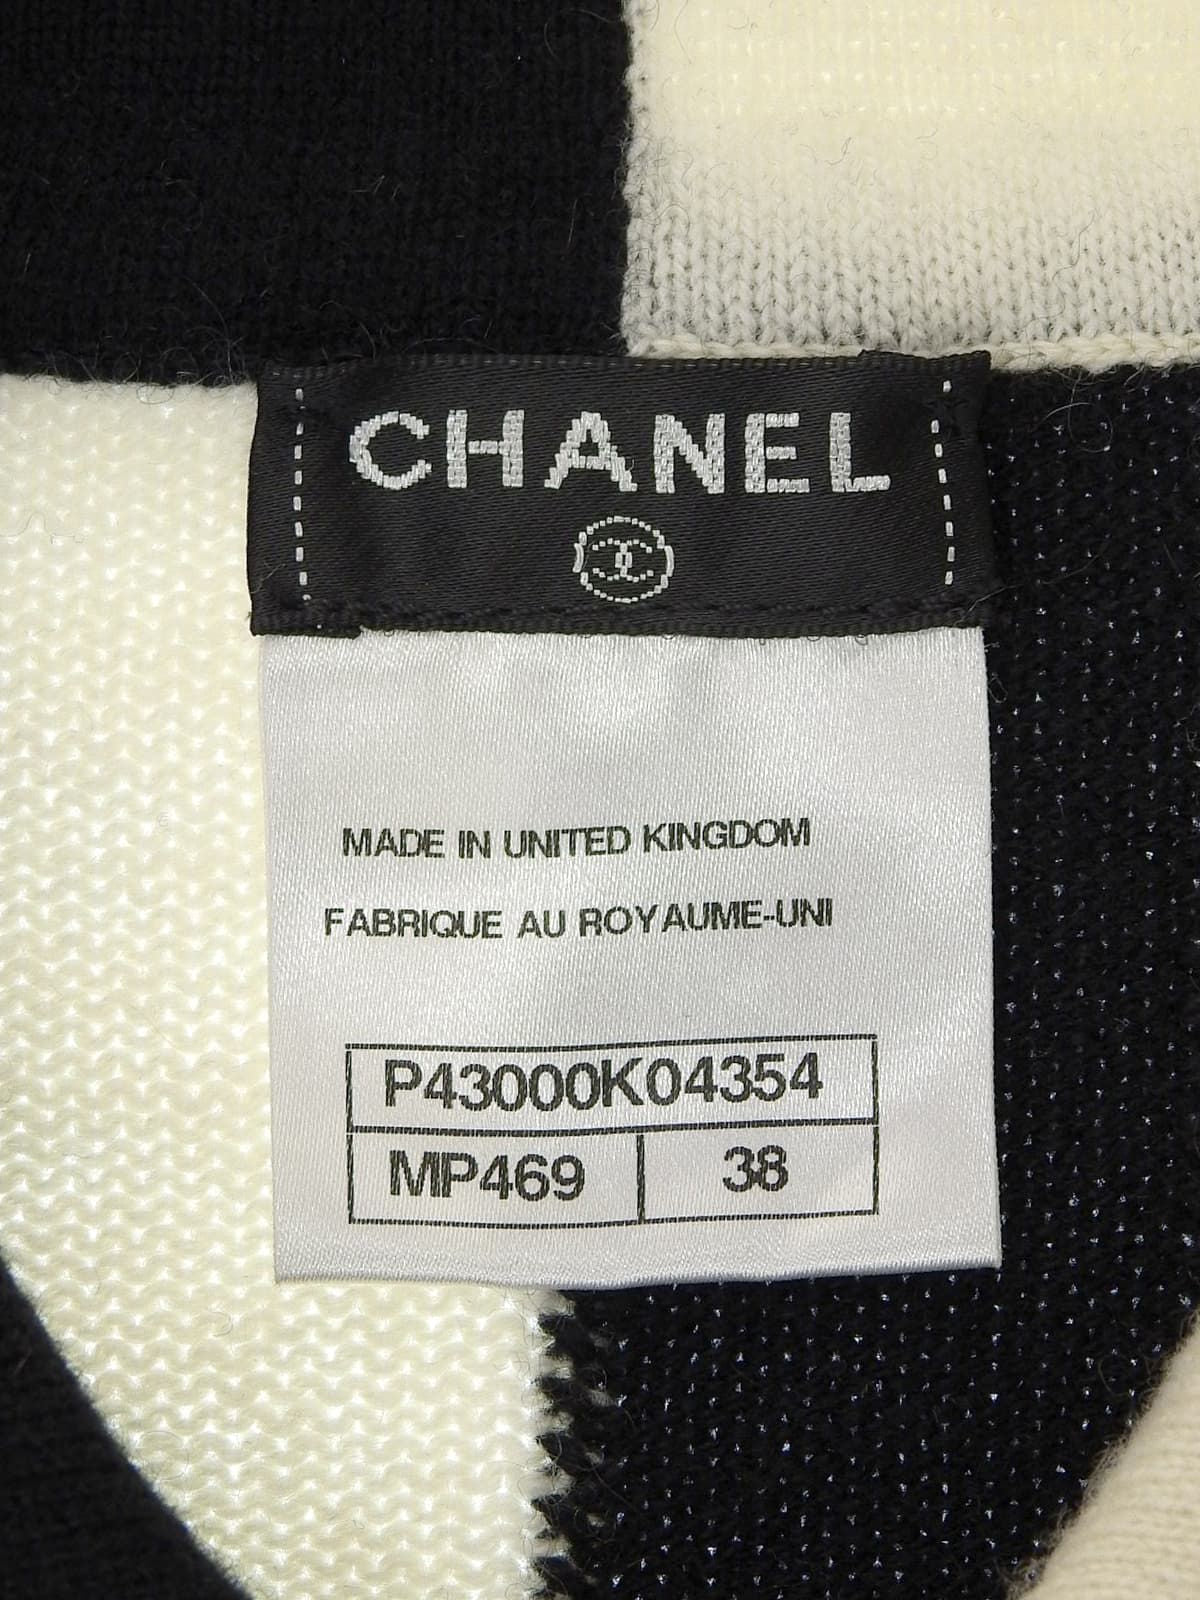 CHANEL
MADE IN UNITED KINGDOM
FABRIQUE AU ROYAUME-UNI
P43000K04354
MP469 38